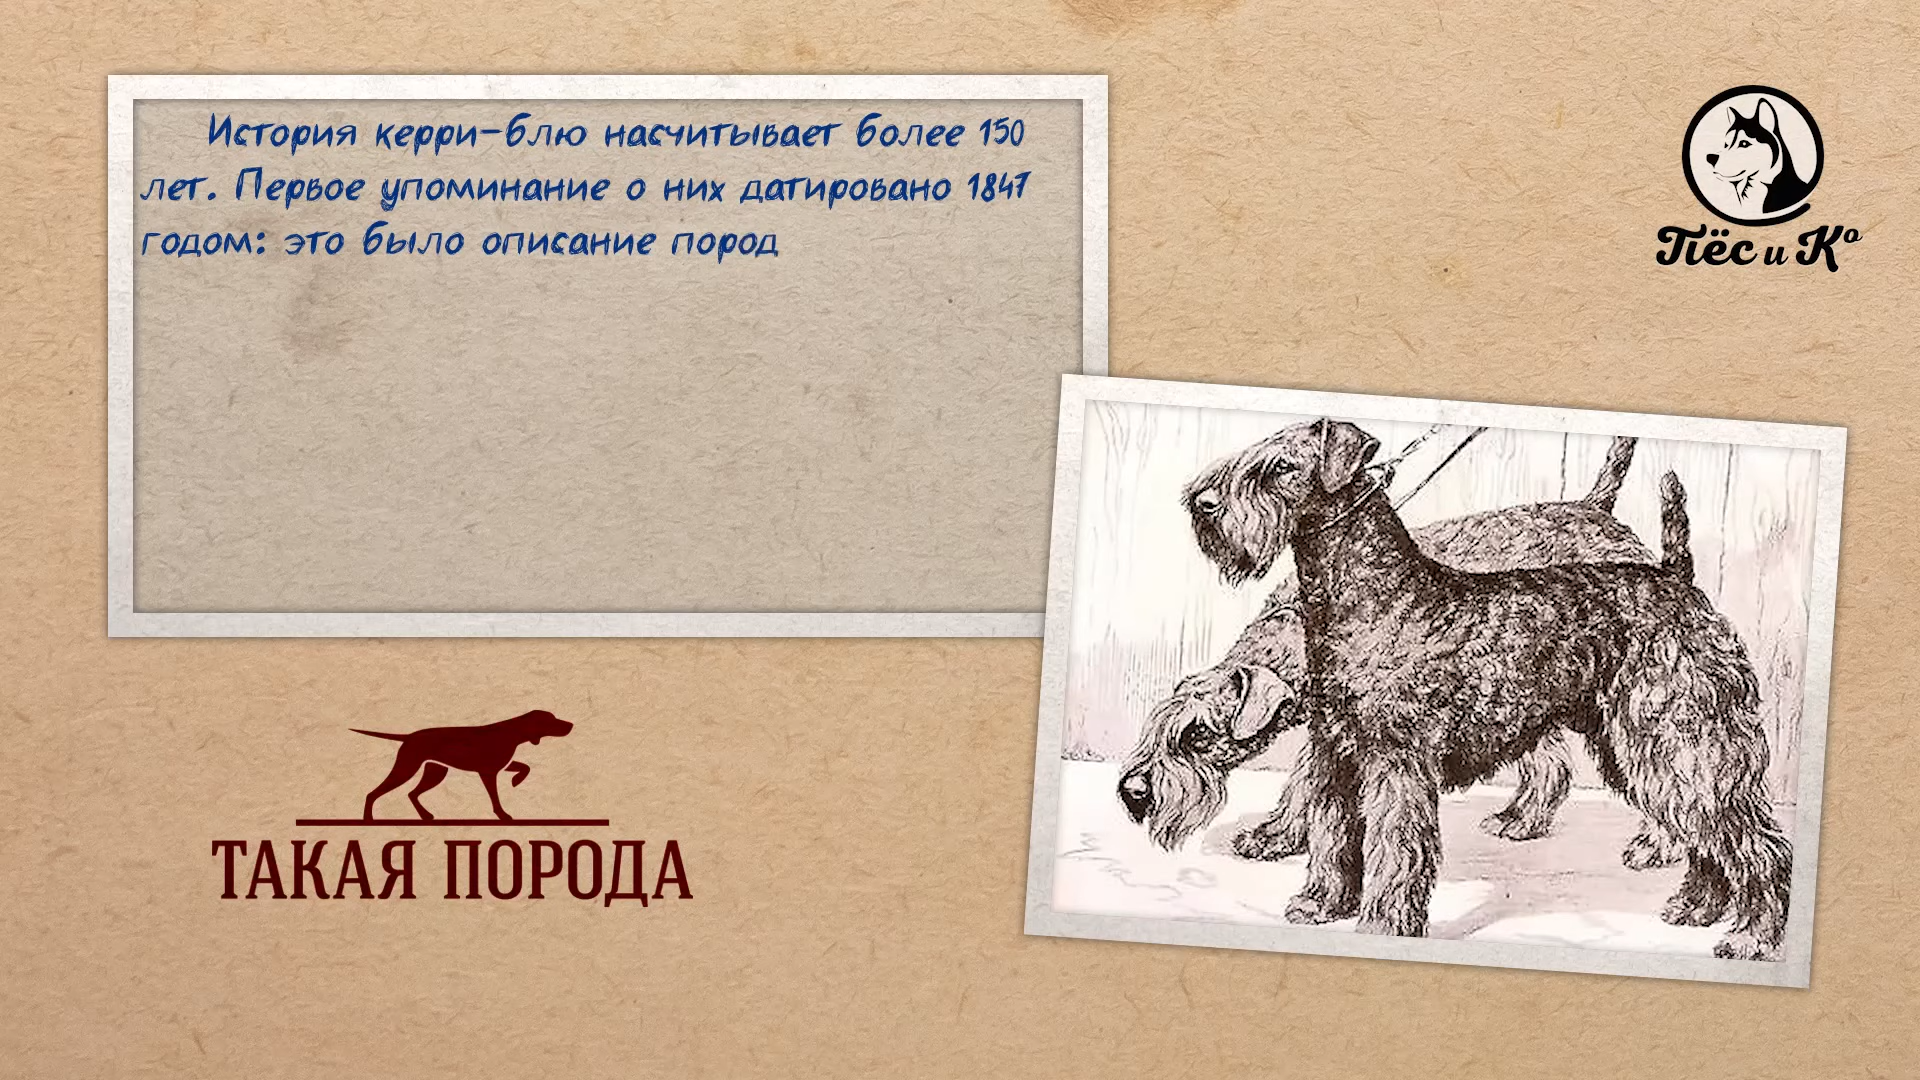 История керри-блю насчитывает более 150
лет. Первое упоминание о них датировано 1847
годом: это было описание пород
Пёс и Ко
ТАКАЯ ПОРОДА